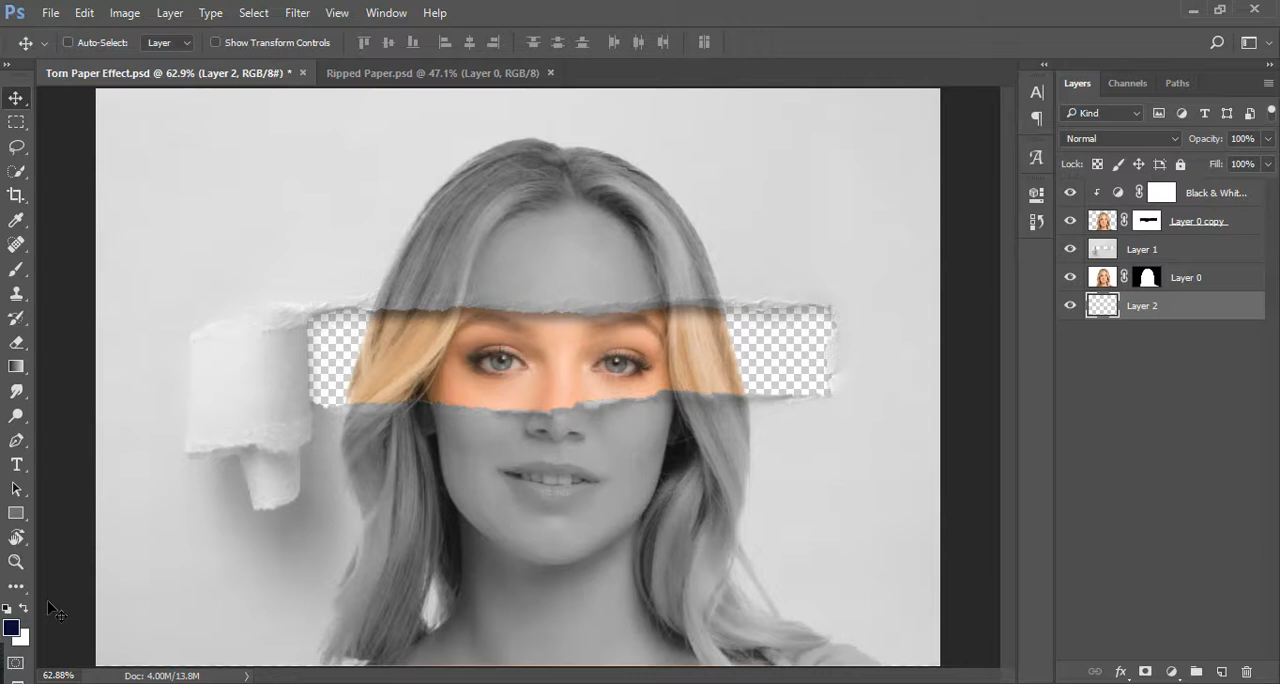 Ps File Edit Image Layer Type Select Filter View Window Help
Auto-Select: Layer Show Transform Controls
Torn Paper Effect.psd @ 62.9% (Layer 2, RGB/8#) * × Ripped Paper.psd @ 47.1% (Layer 0, RGB/8) ×
Layers Channels Paths
Kind
Normal Opacity: 100%
Lock: Fill: 100%
Black & Whit...
Layer 0 copy
Layer 1
Layer 0
Layer 2
62.88% Doc: 4.00M/13.8M